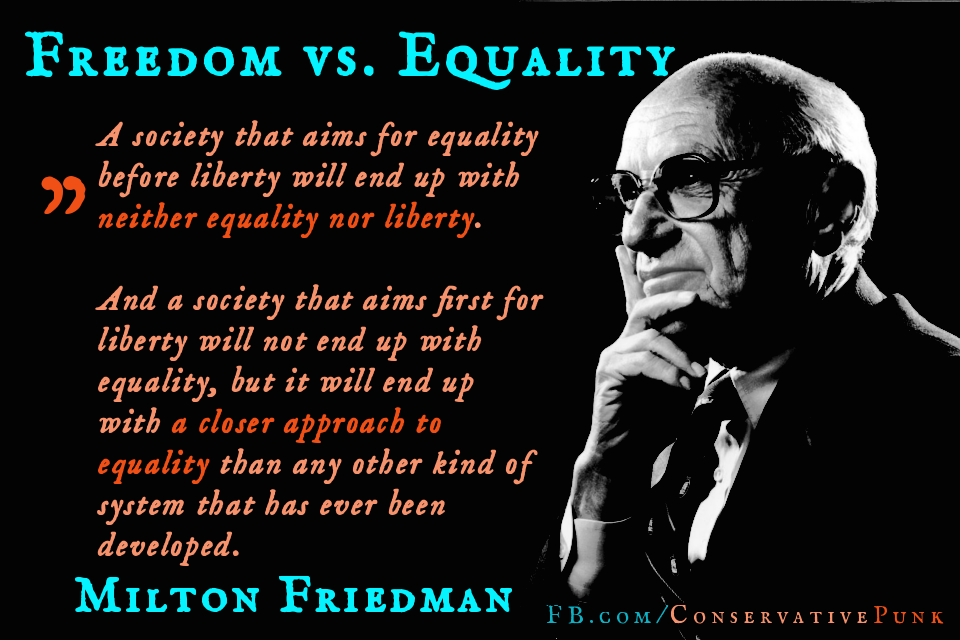 Freedom vs. Equality
A society that aims for equality
before liberty will end up with
”
neither equality nor liberty.
And a society that aims first for
liberty will not end up with
equality, but it will end up
with a closer approach to
equality than any other kind of
system that has ever been
developed.
Milton Friedman
FB.com/ConservativePunk